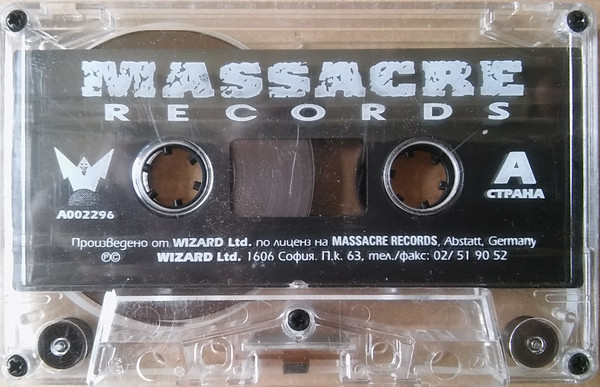 MASSACRE
RECORDS
A
СТРАНА
A002296
Произведено от WIZARD Ltd. по лиценз на MASSACRE RECORDS, Abstatt, Germany
℗© WIZARD Ltd. 1606 София. П.к. 63, тел./факс: 02/ 51 90 52